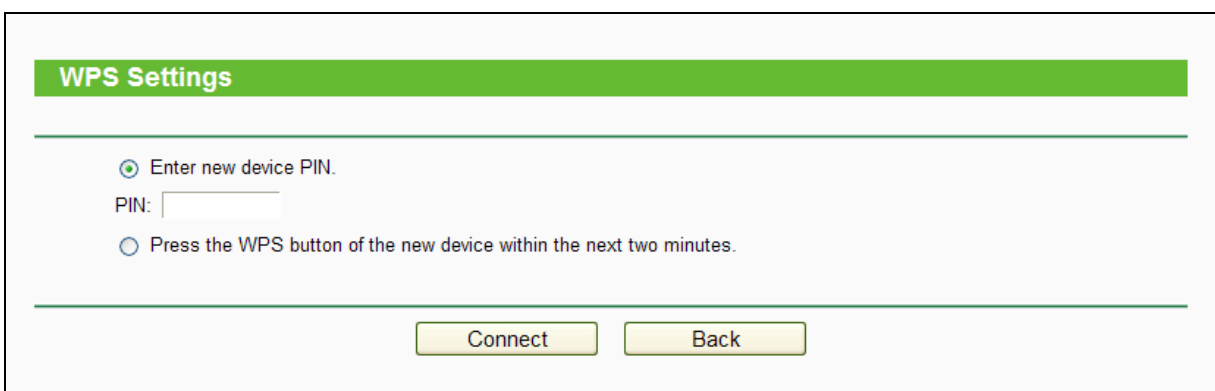 WPS Settings
Enter new device PIN.
PIN:
Press the WPS button of the new device within the next two minutes.
Connect Back